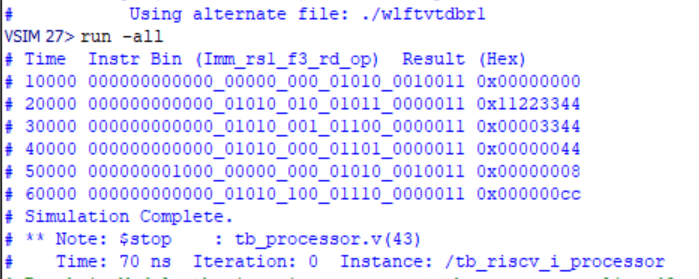 # Using alternate file: ./wlftvtdbrl
VSIM 27> run -all
# Time Instr Bin (Imm_rs1_f3_rd_op) Result (Hex)
# 10000 000000000000_00000_000_01010_0010011 0x00000000
# 20000 000000000000_01010_010_01011_0000011 0x11223344
# 30000 000000000000_01010_001_01100_0000011 0x00003344
# 40000 000000000000_01010_000_01101_0000011 0x00000044
# 50000 000000001000_00000_000_01010_0010011 0x00000008
# 60000 000000000000_01010_100_01110_0000011 0x000000cc
# Simulation Complete.
# ** Note: $stop : tb_processor.v(43)
# Time: 70 ns Iteration: 0 Instance: /tb_riscv_i_processor